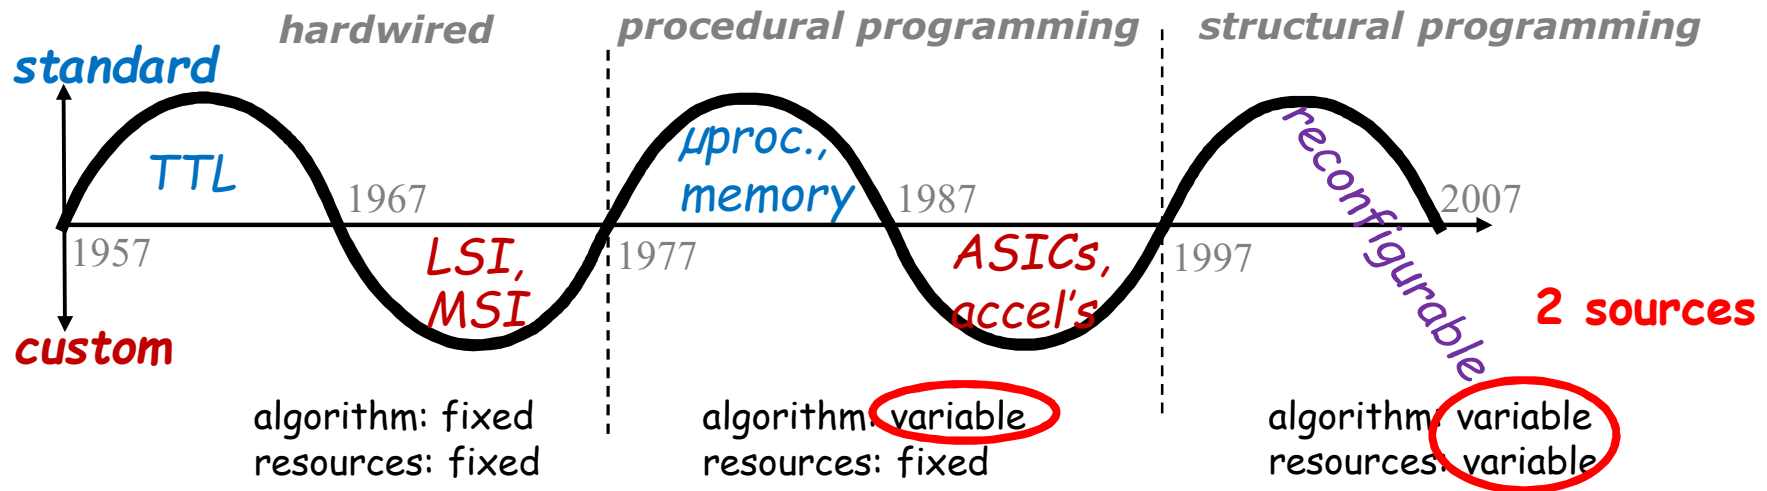 hardwired
procedural programming
structural programming
standard
TTL
µproc.,
memory
reconfigurable
1967
1987
2007
1957
LSI,
MSI
1977
ASICs,
accel's
1997
2 sources
custom
algorithm: fixed
resources: fixed
algorithm: variable
resources: fixed
algorithm: variable
resources: variable